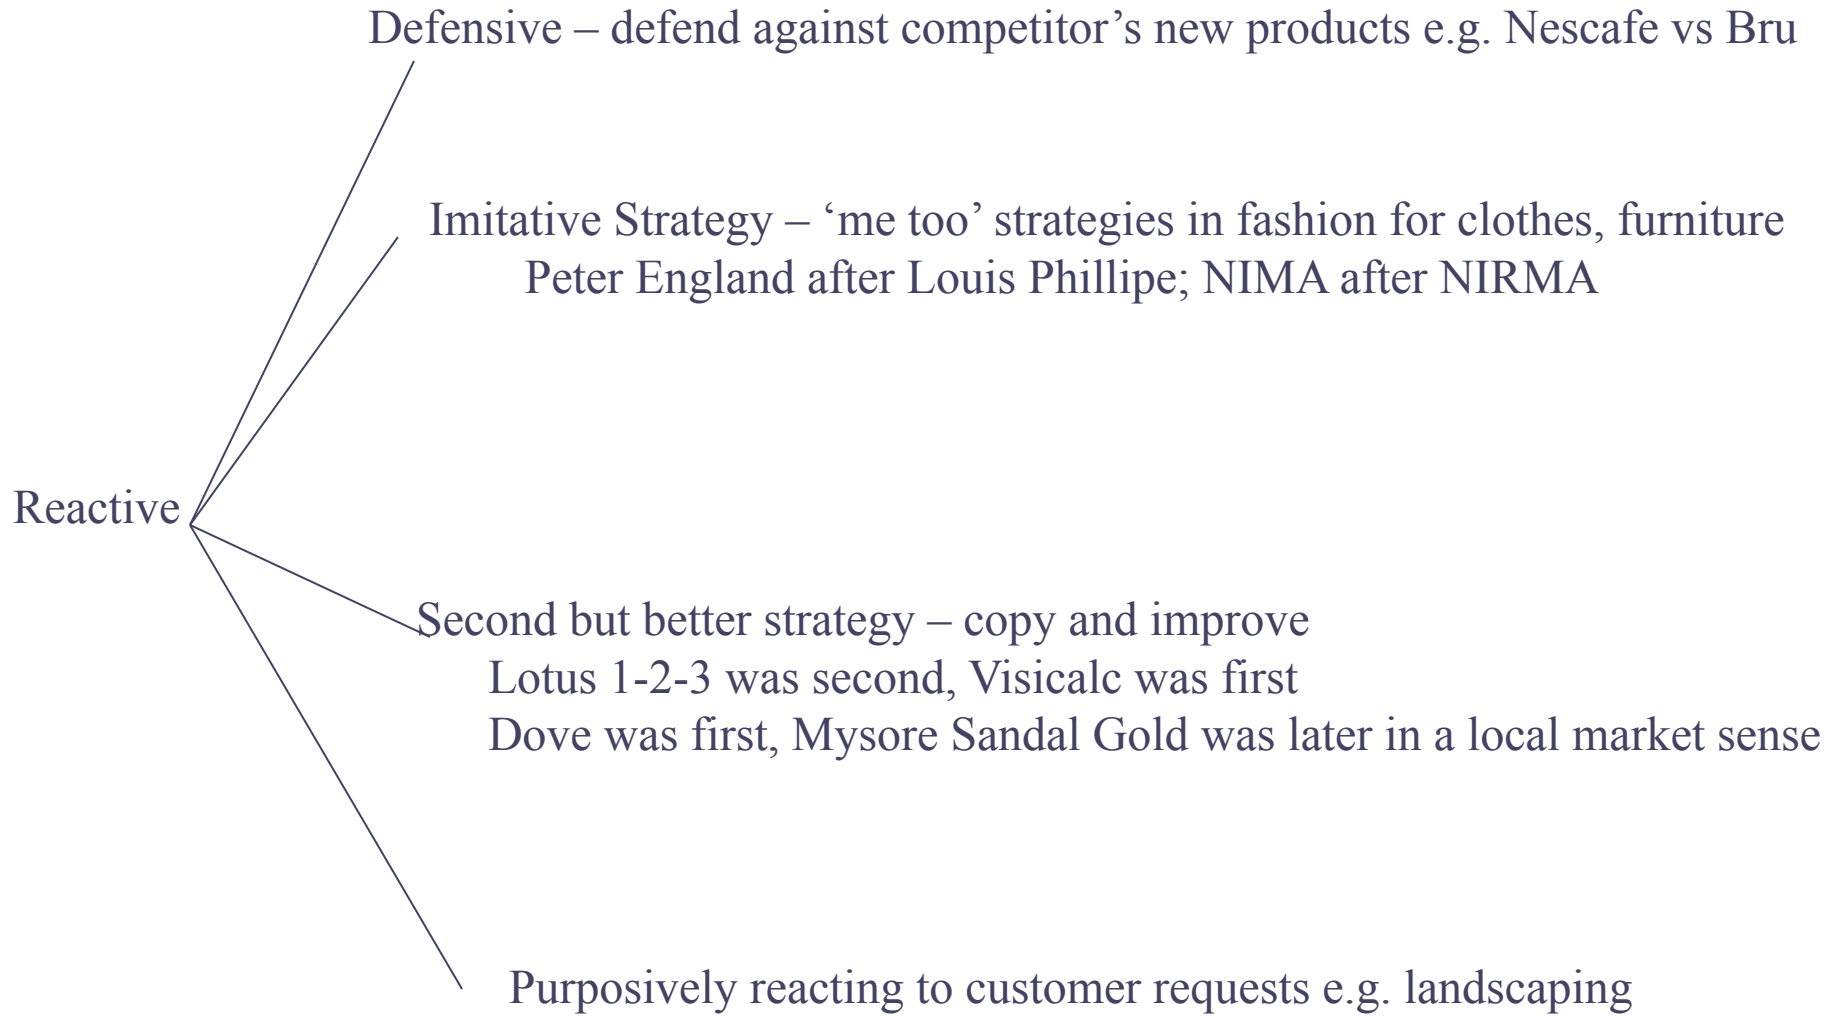 Defensive – defend against competitor’s new products e.g. Nescafe vs Bru
Imitative Strategy – ‘me too’ strategies in fashion for clothes, furniture
Peter England after Louis Phillipe; NIMA after NIRMA
Reactive
Second but better strategy – copy and improve
Lotus 1-2-3 was second, Visicalc was first
Dove was first, Mysore Sandal Gold was later in a local market sense
Purposively reacting to customer requests e.g. landscaping